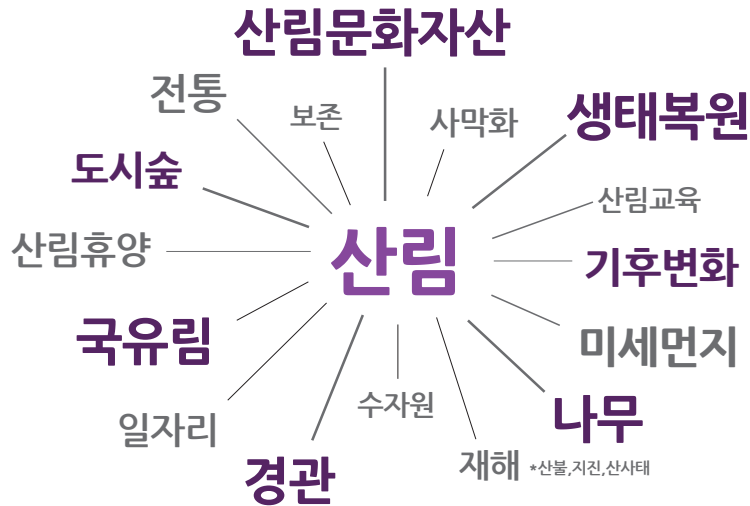 산림문화자산
전통
보존
사막화
생태복원
도시숲
산림교육
산림휴양
산림
기후변화
국유림
미세먼지
일자리
수자원
나무
경관
재해 *산불,지진,산사태